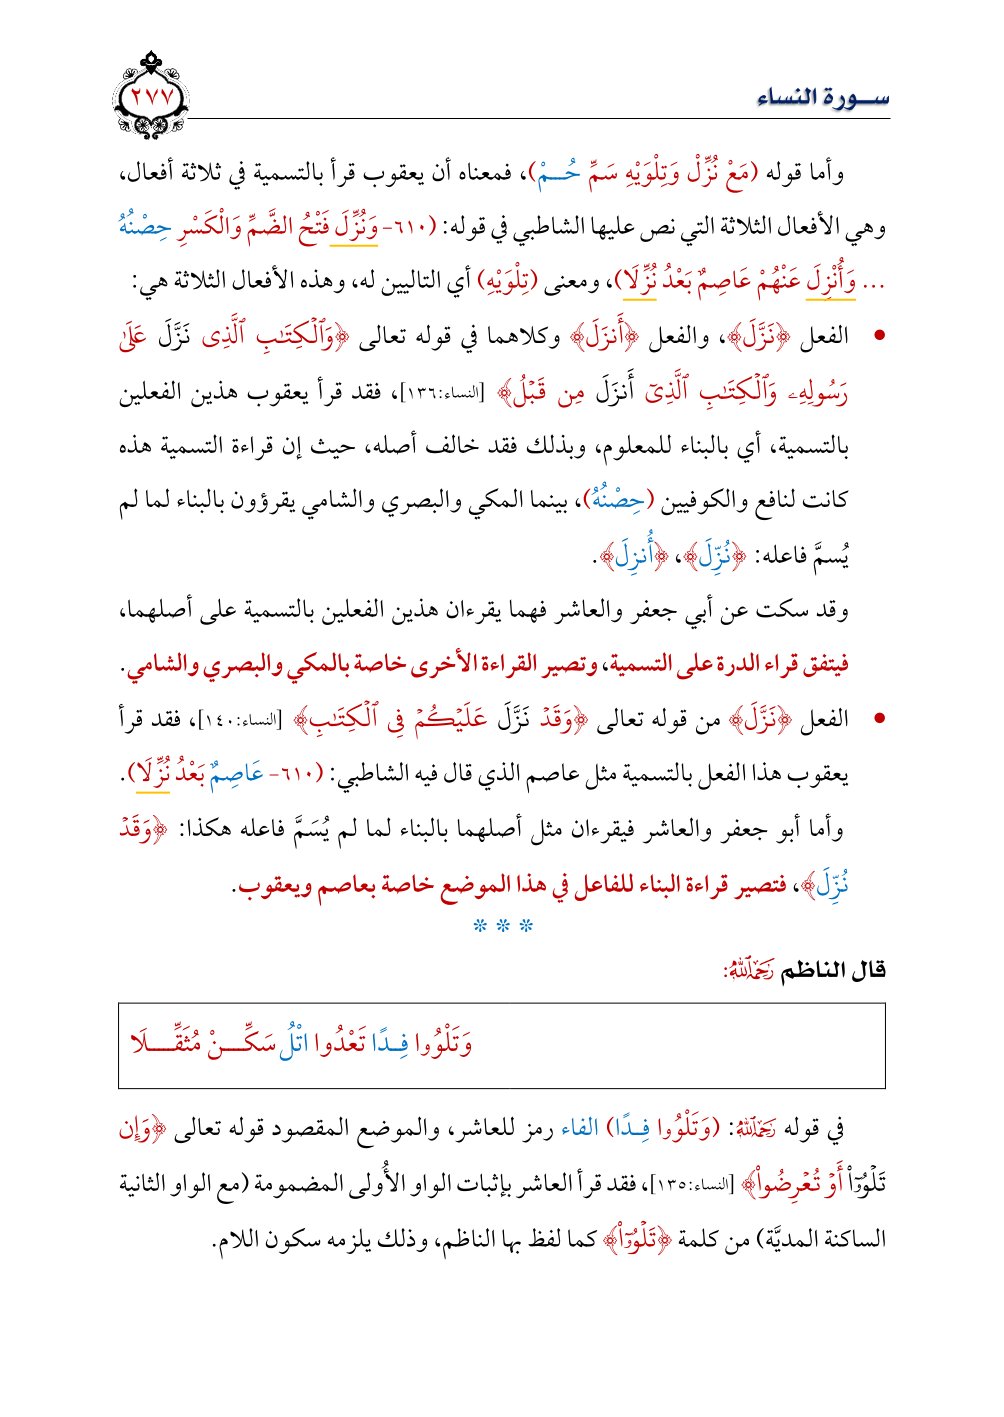 سـورة النساء
٢٧٧
وأما قوله (مَعْ نُزِّلْ وَتِلْوَيْهِ سَمِّ حُـمْ)، فمعناه أن يعقوب قرأ بالتسمية في ثلاثة أفعال،
وهي الأفعال الثلاثة التي نص عليها الشاطبي في قوله: (٦١٠- وَنُزِّلَ فَتْحُ الضَّمِّ وَالْكَسْرِ حِصْنُهُ
... وَأُنْزِلَ عَنْهُمْ عَاصِمٌ بَعْدُ نُزِّلَا)، ومعنى (تِلْوَيْهِ) أي التاليين له، وهذه الأفعال الثلاثة هي:
• الفعل ﴿نَزَّلَ﴾، والفعل ﴿أَنزَلَ﴾ وكلاهما في قوله تعالى ﴿وَٱلْكِتَٰبِ ٱلَّذِى نَزَّلَ عَلَىٰ
رَسُولِهِۦ وَٱلْكِتَٰبِ ٱلَّذِىٓ أَنزَلَ مِن قَبْلُ﴾ [النساء:١٣٦]، فقد قرأ يعقوب هذين الفعلين
بالتسمية، أي بالبناء للمعلوم، وبذلك فقد خالف أصله، حيث إن قراءة التسمية هذه
كانت لنافع والكوفيين (حِصْنُهُ)، بينما المكي والبصري والشامي يقرؤون بالبناء لما لم
يُسمَّ فاعله: ﴿نُزِّلَ﴾، ﴿أُنزِلَ﴾.
وقد سكت عن أبي جعفر والعاشر فهما يقرءان هذين الفعلين بالتسمية على أصلهما،
فيتفق قراء الدرة على التسمية، وتصير القراءة الأخرى خاصة بالمكي والبصري والشامي.
• الفعل ﴿نَزَّلَ﴾ من قوله تعالى ﴿وَقَدْ نَزَّلَ عَلَيْكُمْ فِى ٱلْكِتَٰبِ﴾ [النساء:١٤٠]، فقد قرأ
يعقوب هذا الفعل بالتسمية مثل عاصم الذي قال فيه الشاطبي: (٦١٠- عَاصِمٌ بَعْدُ نُزِّلَا).
وأما أبو جعفر والعاشر فيقرءان مثل أصلهما بالبناء لما لم يُسَمَّ فاعله هكذا: ﴿وَقَدْ
نُزِّلَ﴾، فتصير قراءة البناء للفاعل في هذا الموضع خاصة بعاصم ويعقوب.
* * *
قال الناظم رَحِمَهُ ٱللَّهُ:
وَتَلْوُوا فِـدًا تَعْدُوا اتْلُ سَكِّـنْ مُثَقِّـلَا
في قوله رَحِمَهُ ٱللَّهُ: (وَتَلْوُوا فِـدًا) الفاء رمز للعاشر، والموضع المقصود قوله تعالى ﴿وَإِن
تَلْوُۥٓا۟ أَوْ تُعْرِضُوا۟﴾ [النساء:١٣٥]، فقد قرأ العاشر بإثبات الواو الأُولى المضمومة (مع الواو الثانية
الساكنة المديَّة) من كلمة ﴿تَلْوُۥٓا۟﴾ كما لفظ بها الناظم، وذلك يلزمه سكون اللام.